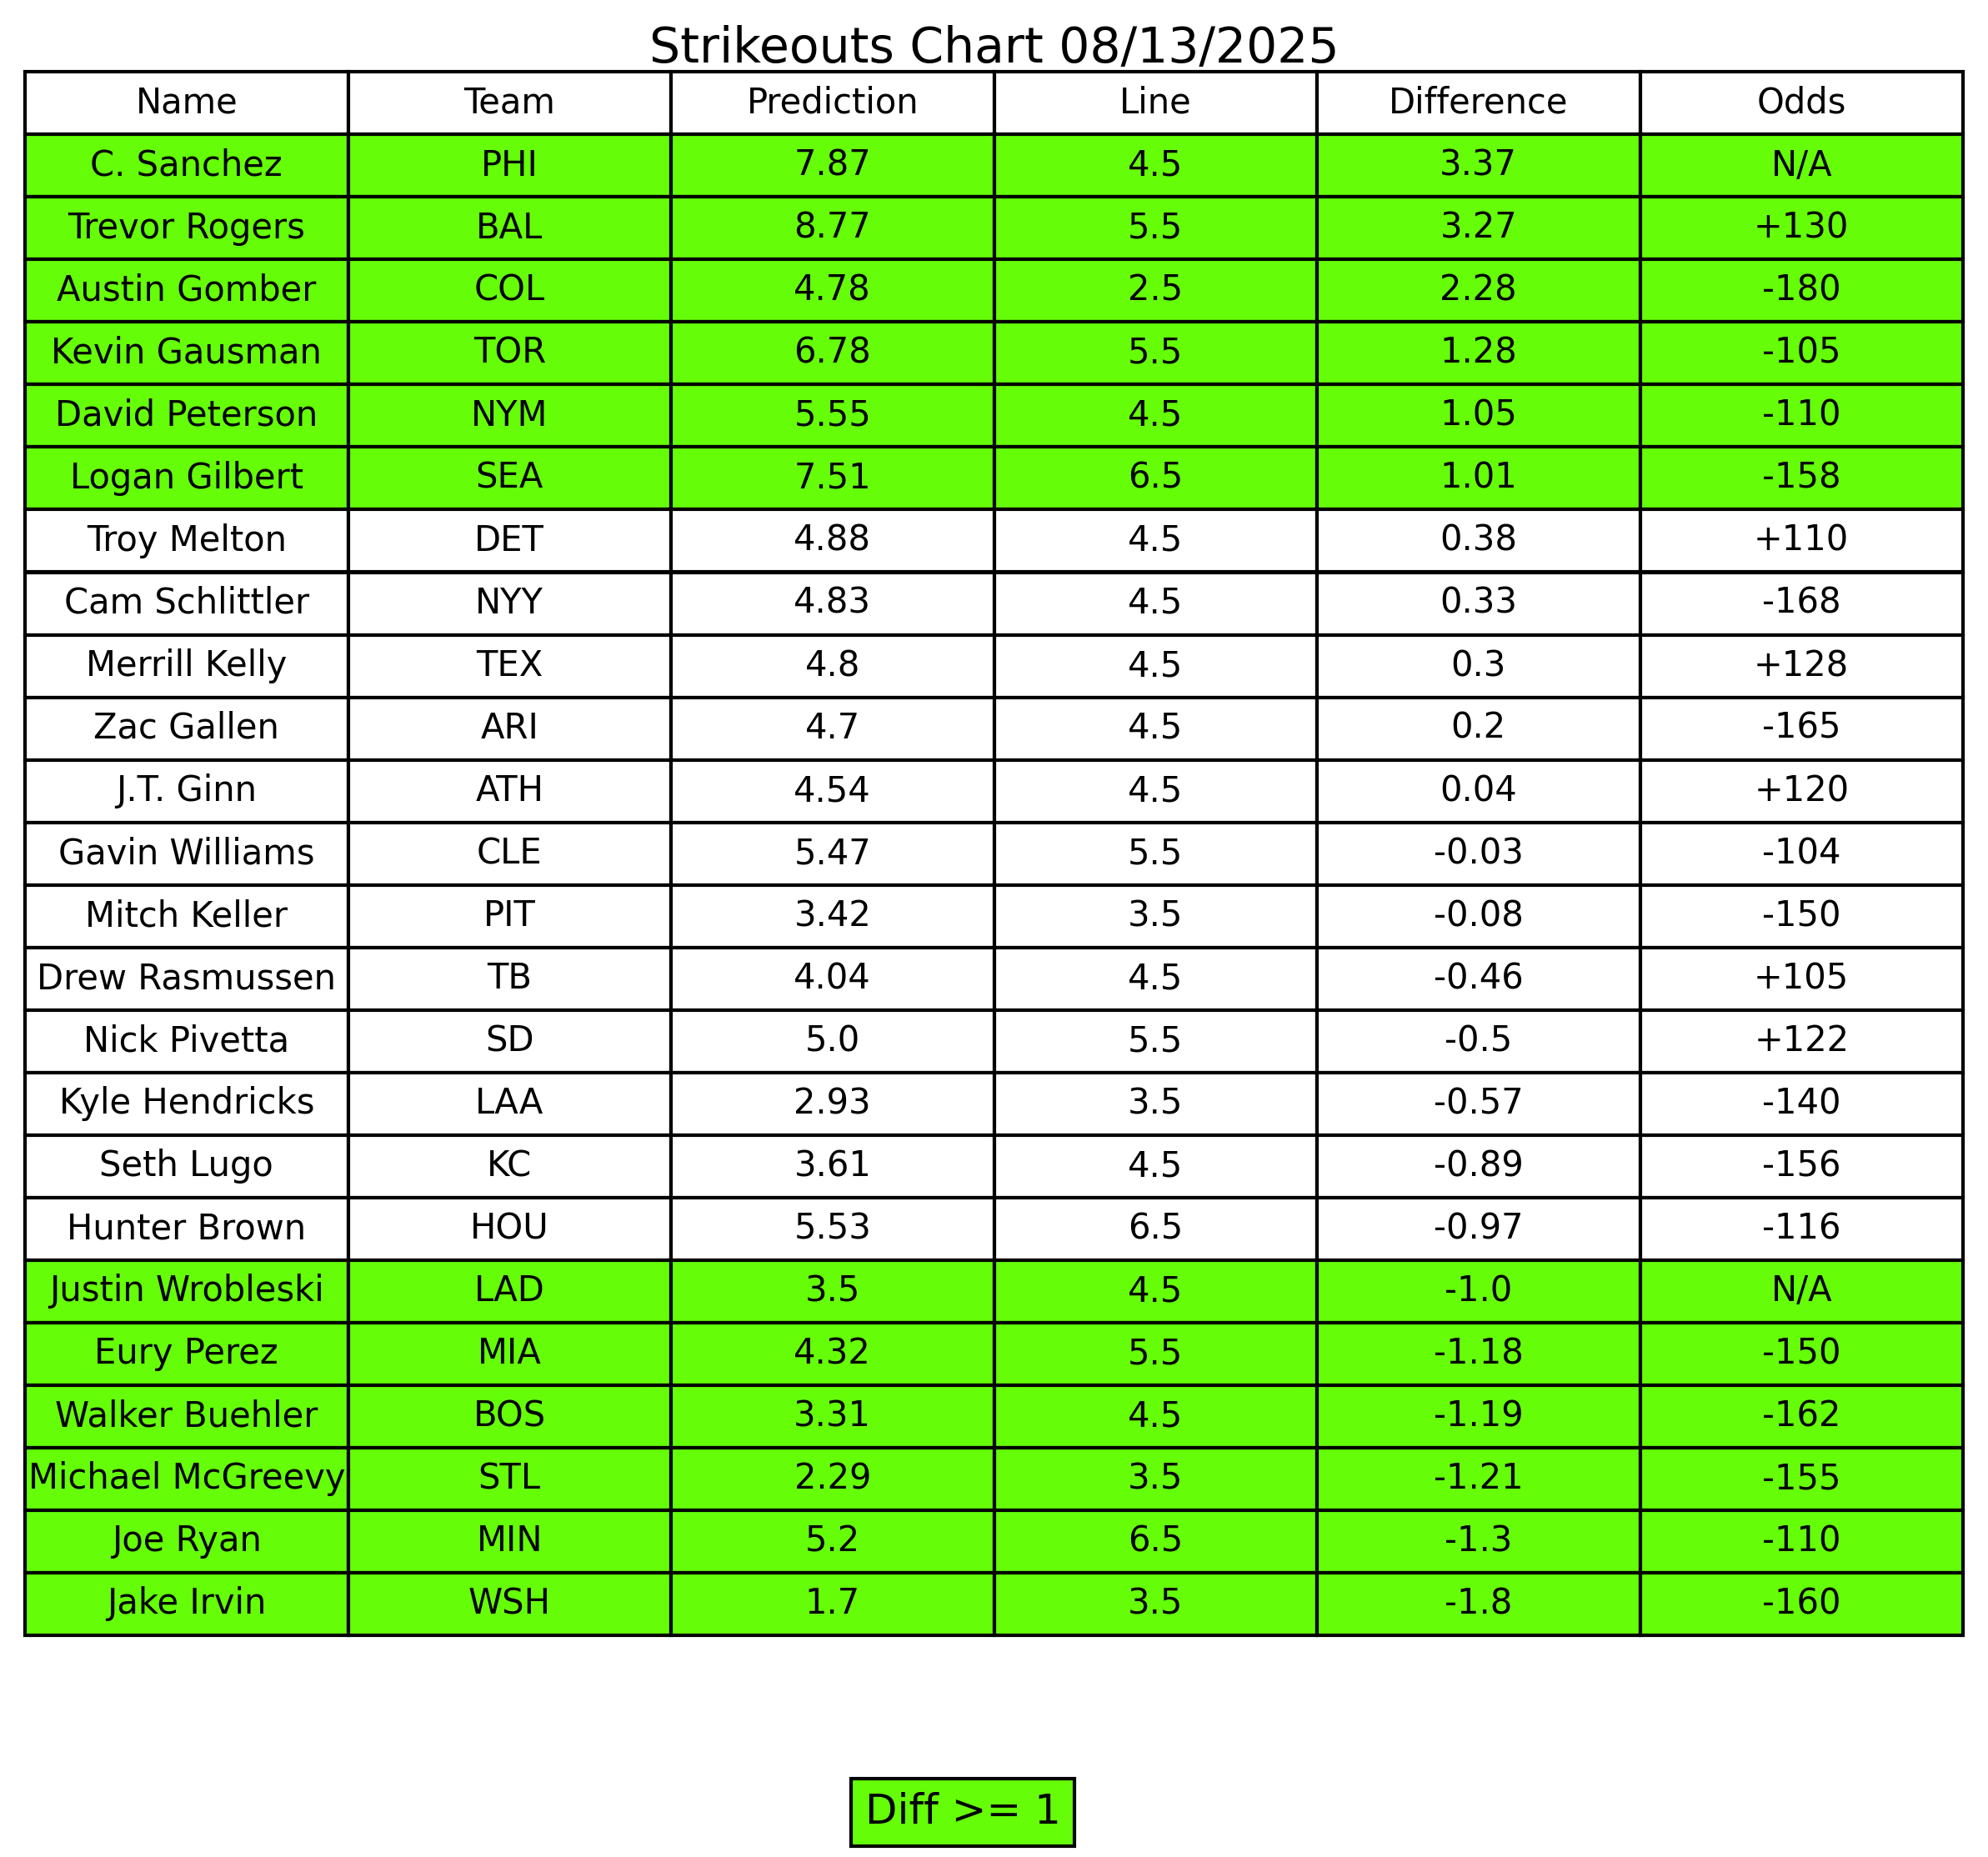 Strikeouts Chart 08/13/2025
Name Team Prediction Line Difference Odds
C. Sanchez PHI 7.87 4.5 3.37 N/A
Trevor Rogers BAL 8.77 5.5 3.27 +130
Austin Gomber COL 4.78 2.5 2.28 -180
Kevin Gausman TOR 6.78 5.5 1.28 -105
David Peterson NYM 5.55 4.5 1.05 -110
Logan Gilbert SEA 7.51 6.5 1.01 -158
Troy Melton DET 4.88 4.5 0.38 +110
Cam Schlittler NYY 4.83 4.5 0.33 -168
Merrill Kelly TEX 4.8 4.5 0.3 +128
Zac Gallen ARI 4.7 4.5 0.2 -165
J.T. Ginn ATH 4.54 4.5 0.04 +120
Gavin Williams CLE 5.47 5.5 -0.03 -104
Mitch Keller PIT 3.42 3.5 -0.08 -150
Drew Rasmussen TB 4.04 4.5 -0.46 +105
Nick Pivetta SD 5.0 5.5 -0.5 +122
Kyle Hendricks LAA 2.93 3.5 -0.57 -140
Seth Lugo KC 3.61 4.5 -0.89 -156
Hunter Brown HOU 5.53 6.5 -0.97 -116
Justin Wrobleski LAD 3.5 4.5 -1.0 N/A
Eury Perez MIA 4.32 5.5 -1.18 -150
Walker Buehler BOS 3.31 4.5 -1.19 -162
Michael McGreevy STL 2.29 3.5 -1.21 -155
Joe Ryan MIN 5.2 6.5 -1.3 -110
Jake Irvin WSH 1.7 3.5 -1.8 -160
Diff >= 1